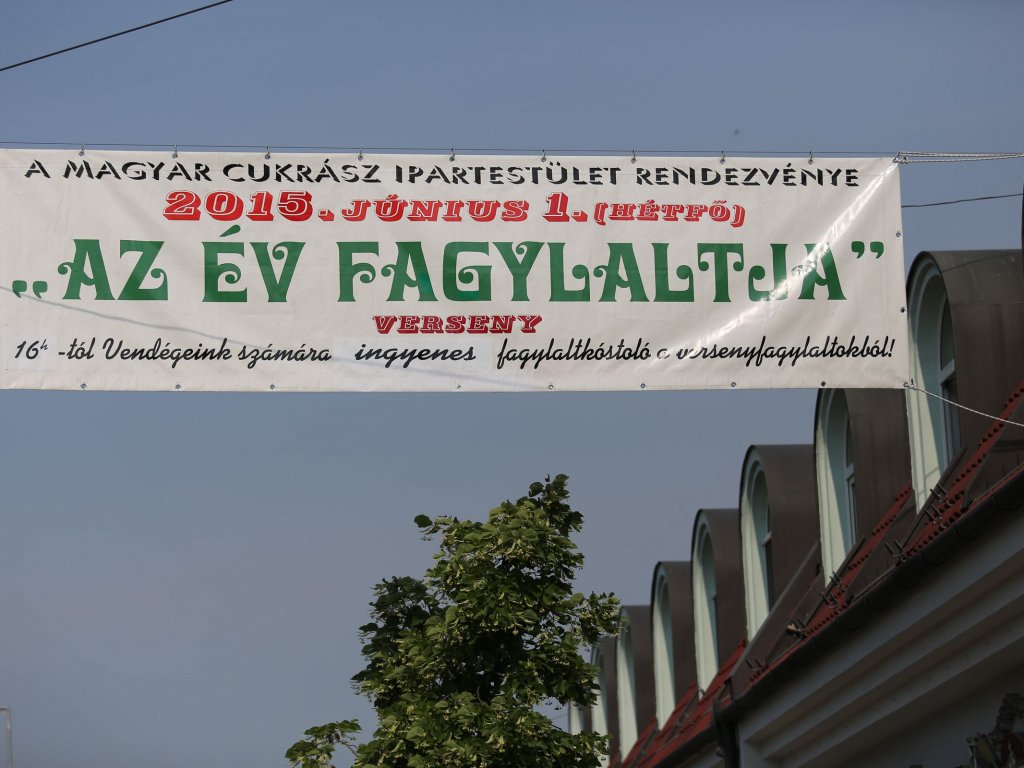 A MAGYAR CUKRÁSZ IPARTESTÜLET RENDEZVÉNYE
2015. JÚNIUS 1. (HÉTFŐ)
„AZ ÉV FAGYLALTJA”
VERSENY
16h -tól Vendégeink számára ingyenes fagylaltkóstoló a versenyfagylaltokból!